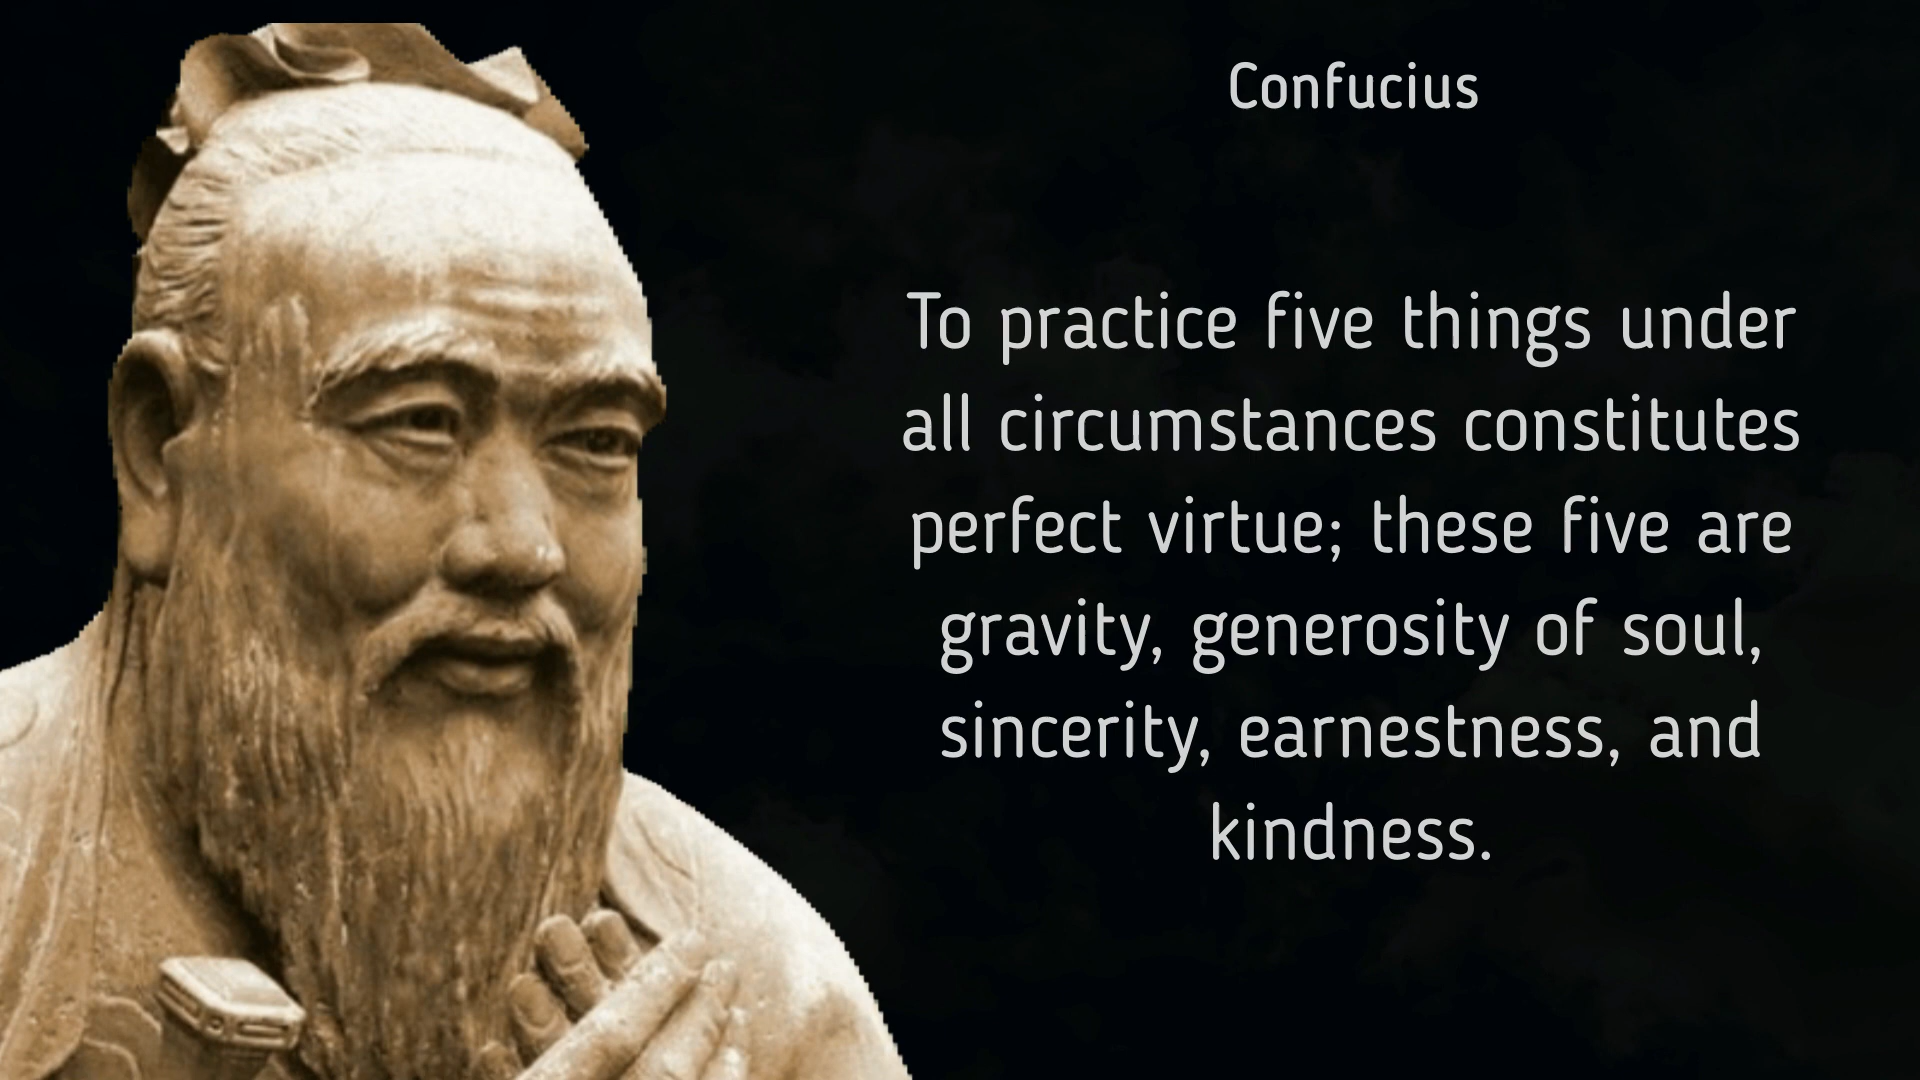 Confucius
To practice five things under
all circumstances constitutes
perfect virtue; these five are
gravity, generosity of soul,
sincerity, earnestness, and
kindness.